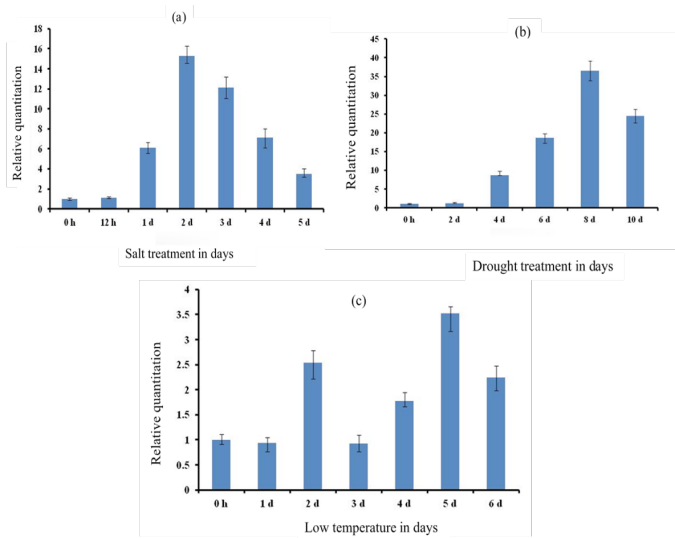 (a)
Relative quantitation
18
16
14
12
10
8
6
4
2
0
0 h 12 h 1 d 2 d 3 d 4 d 5 d
Salt treatment in days
(b)
Relative quantitation
45
40
35
30
25
20
15
10
5
0
0 h 2 d 4 d 6 d 8 d 10 d
Drought treatment in days
(c)
Relative quantitation
4
3.5
3
2.5
2
1.5
1
0.5
0
0 h 1 d 2 d 3 d 4 d 5 d 6 d
Low temperature in days